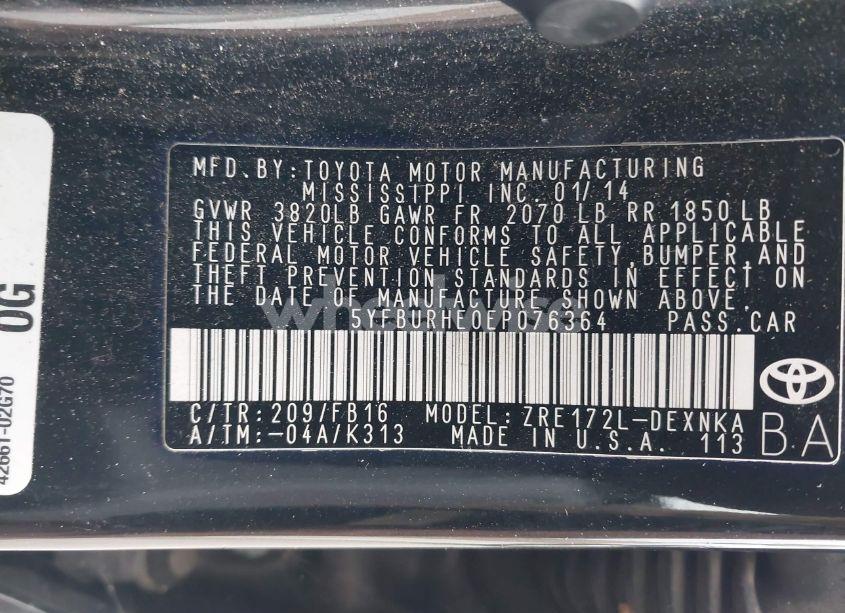 MFD.BY:TOYOTA MOTOR MANUFACTURING
MISSISSIPPI INC. 01/14
GVWR 3820LB GAWR FR 2070 LB RR 1850 LB
THIS VEHICLE CONFORMS TO ALL APPLICABLE
FEDERAL MOTOR VEHICLE SAFETY,BUMPER,AND
THEFT PREVENTION STANDARDS IN EFFECT ON
THE DATE OF MANUFACTURE SHOWN ABOVE.
5YFBURHE0EP076364 PASS.CAR
C/TR:209/FB16 MODEL:ZRE172L-DEXNKA
A/TM:-04A/K313 MADE IN U.S.A. 113
BA
0G
42661-02G70
wheelwise